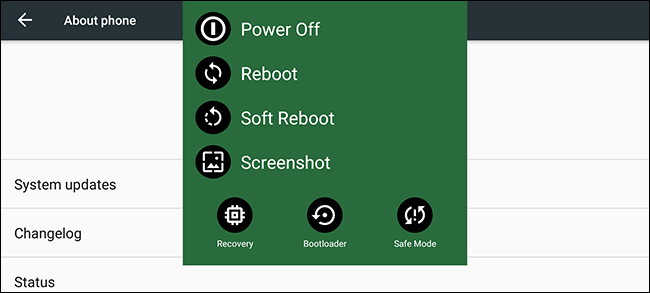 About phone
Power Off
Reboot
Soft Reboot
Screenshot
Recovery
Bootloader
Safe Mode
System updates
Changelog
Status